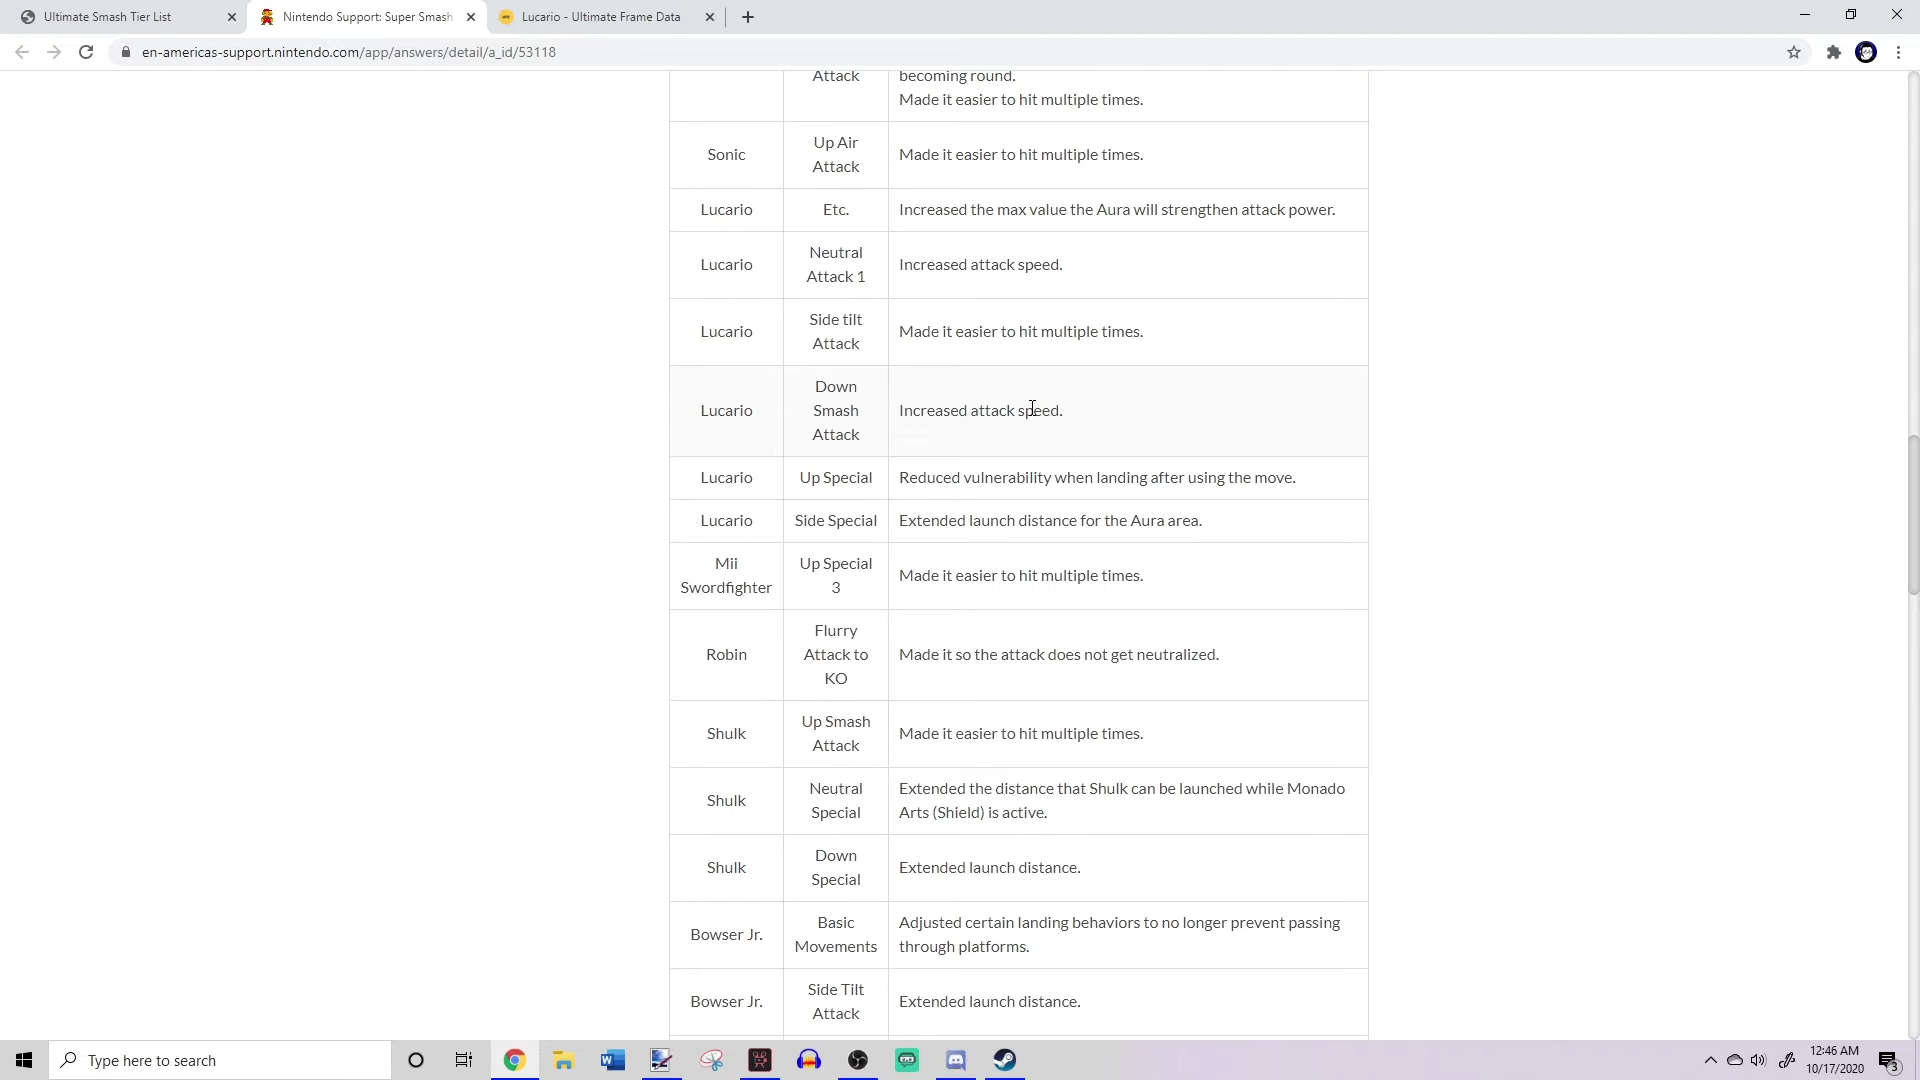 Ultimate Smash Tier List
Nintendo Support: Super Smash
Lucario - Ultimate Frame Data
en-americas-support.nintendo.com/app/answers/detail/a_id/53118
Attack
becoming round.
Made it easier to hit multiple times.
Sonic
Up Air
Attack
Made it easier to hit multiple times.
Lucario
Etc.
Increased the max value the Aura will strengthen attack power.
Lucario
Neutral
Attack 1
Increased attack speed.
Lucario
Side tilt
Attack
Made it easier to hit multiple times.
Lucario
Down
Smash
Attack
Increased attack speed.
Lucario
Up Special
Reduced vulnerability when landing after using the move.
Lucario
Side Special
Extended launch distance for the Aura area.
Mii
Swordfighter
Up Special
3
Made it easier to hit multiple times.
Robin
Flurry
Attack to
KO
Made it so the attack does not get neutralized.
Shulk
Up Smash
Attack
Made it easier to hit multiple times.
Shulk
Neutral
Special
Extended the distance that Shulk can be launched while Monado
Arts (Shield) is active.
Shulk
Down
Special
Extended launch distance.
Bowser Jr.
Basic
Movements
Adjusted certain landing behaviors to no longer prevent passing
through platforms.
Bowser Jr.
Side Tilt
Attack
Extended launch distance.
Type here to search
12:46 AM
10/17/2020
3